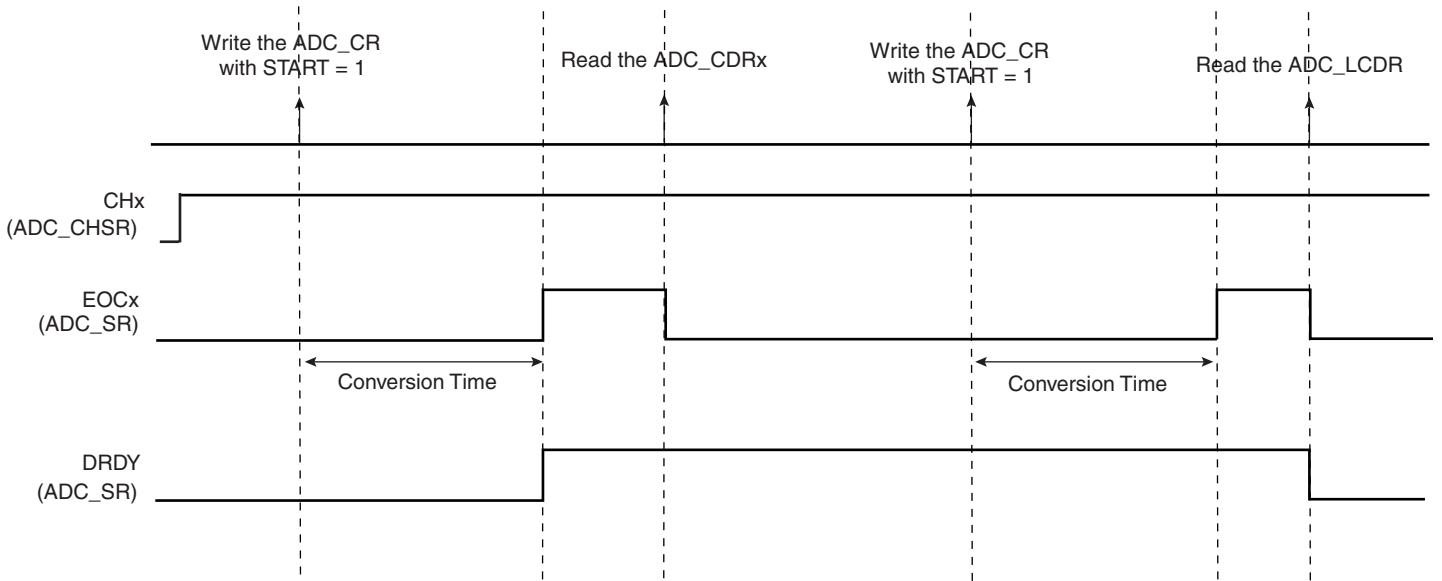 Write the ADC_CR
with START = 1
Read the ADC_CDRx
Write the ADC_CR
with START = 1
Read the ADC_LCDR
CHx
(ADC_CHSR)
EOCx
(ADC_SR)
Conversion Time
Conversion Time
DRDY
(ADC_SR)